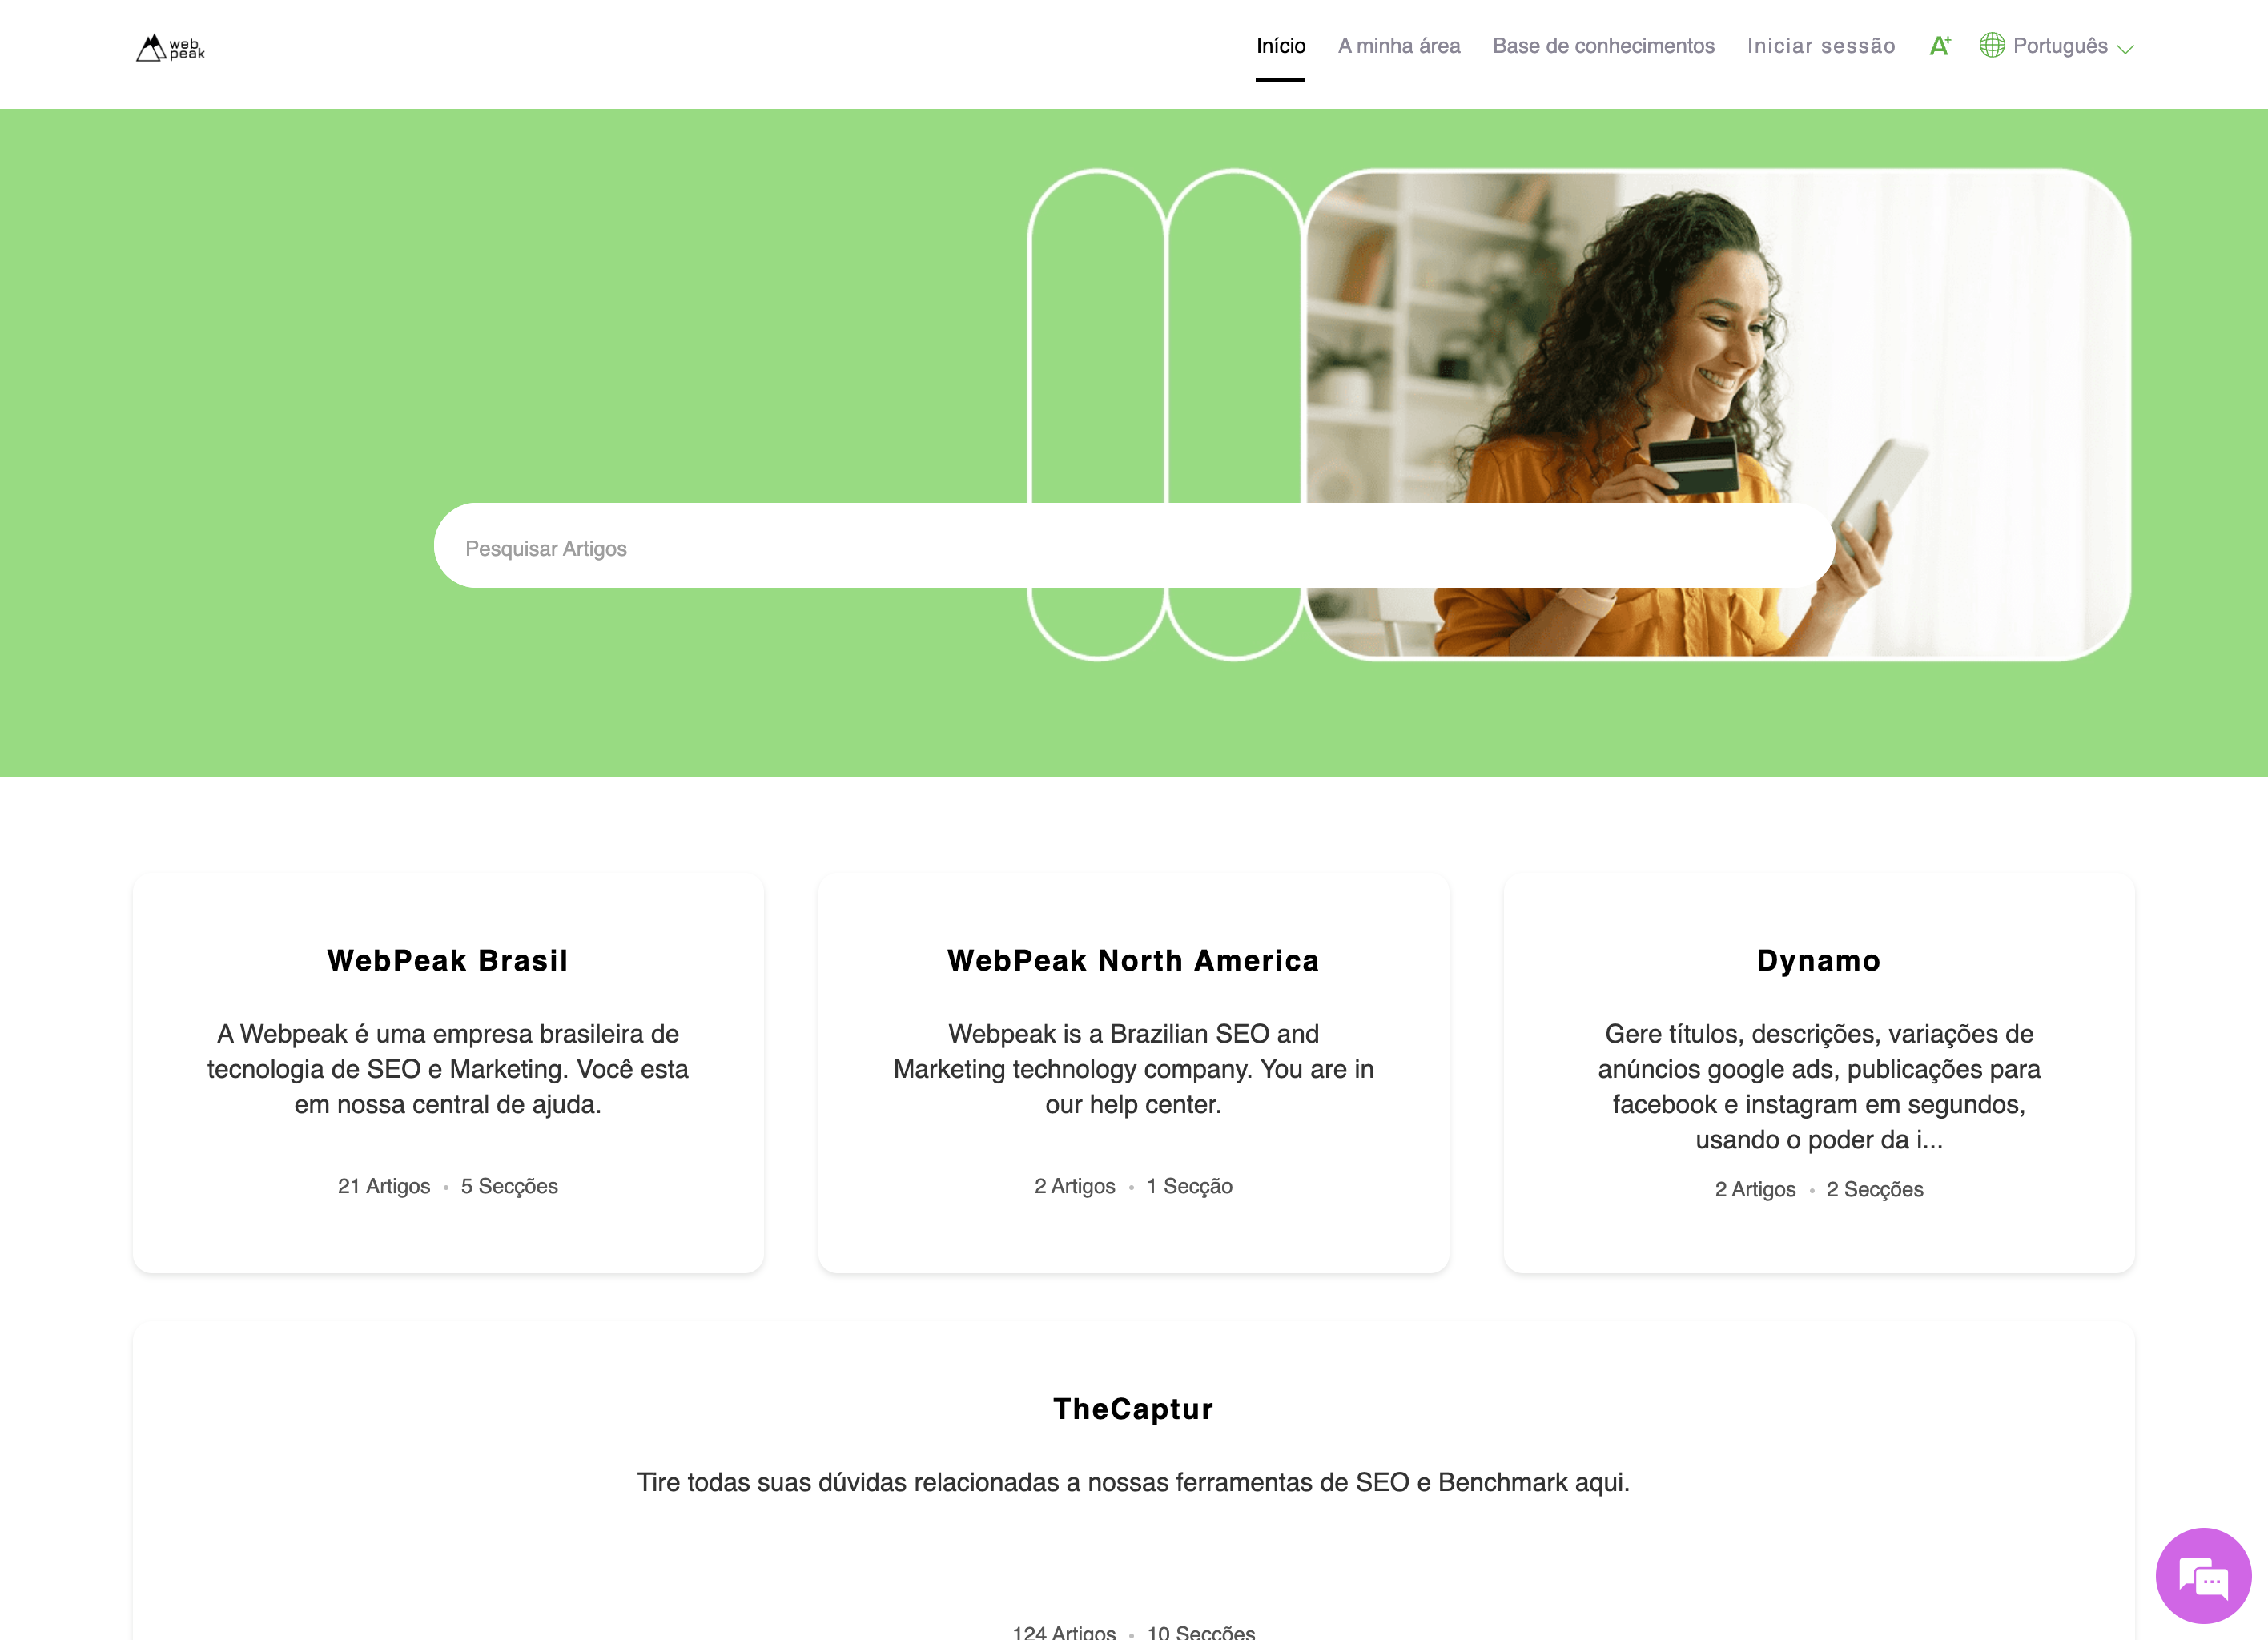 web
peak
Início
A minha área
Base de conhecimentos
Iniciar sessão
A+
Português
Pesquisar Artigos
WebPeak Brasil
A Webpeak é uma empresa brasileira de
tecnologia de SEO e Marketing. Você esta
em nossa central de ajuda.
21 Artigos • 5 Secções
WebPeak North America
Webpeak is a Brazilian SEO and
Marketing technology company. You are in
our help center.
2 Artigos • 1 Secção
Dynamo
Gere títulos, descrições, variações de
anúncios google ads, publicações para
facebook e instagram em segundos,
usando o poder da i...
2 Artigos • 2 Secções
TheCaptur
Tire todas suas dúvidas relacionadas a nossas ferramentas de SEO e Benchmark aqui.
124 Artigos • 10 Secções